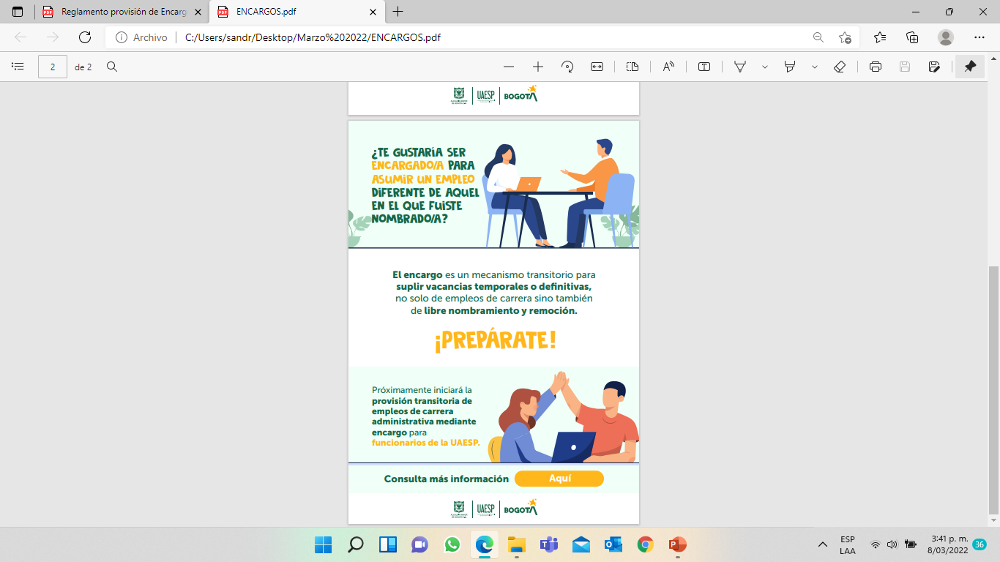 Reglamento provisión de Encarg
ENCARGOS.pdf
Archivo
C:/Users/sandr/Desktop/Marzo%202022/ENCARGOS.pdf
2
de 2
UAESP
BOGOTÁ
¿TE GUSTARÍA SER
ENCARGADO/A PARA
ASUMIR UN EMPLEO
DIFERENTE DE AQUEL
EN EL QUE FUISTE
NOMBRADO/A?
El encargo es un mecanismo transitorio para
suplir vacancias temporales o definitivas,
no solo de empleos de carrera sino también
de libre nombramiento y remoción.
¡PREPÁRATE!
Próximamente iniciará la
provisión transitoria de
empleos de carrera
administrativa mediante
encargo para
funcionarios de la UAESP.
Consulta más información
Aquí
UAESP
BOGOTÁ
ESP
LAA
3:41 p. m.
8/03/2022
36